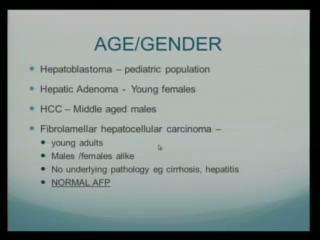 AGE/GENDER
Hepatoblastoma – pediatric population
Hepatic Adenoma - Young females
HCC – Middle aged males
Fibrolamellar hepatocellular carcinoma –
young adults
Males /females alike
No underlying pathology eg cirrhosis, hepatitis
NORMAL AFP